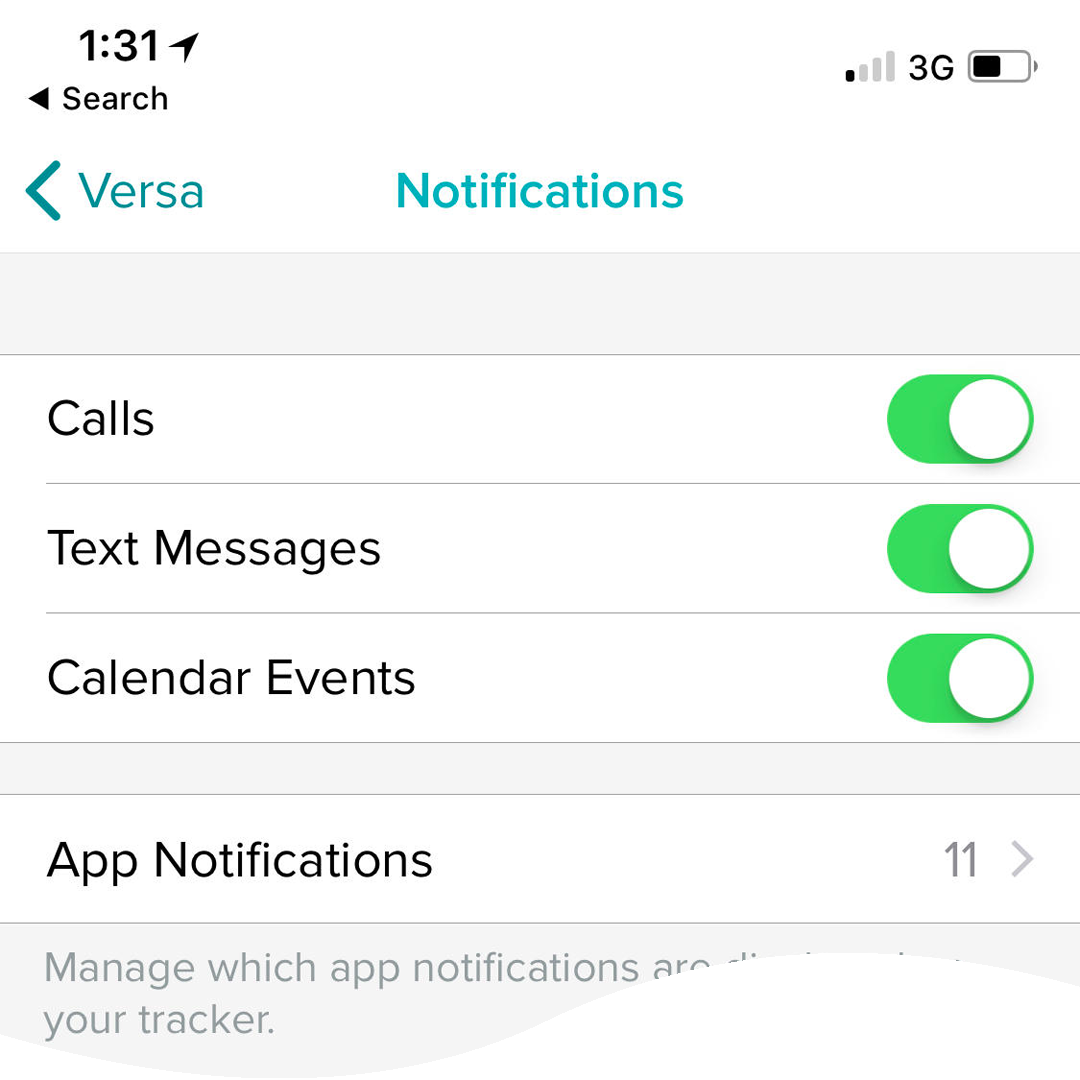 1:31
3G
Search
Versa
Notifications
Calls
Text Messages
Calendar Events
App Notifications
11
Manage which app notifications are
your tracker.